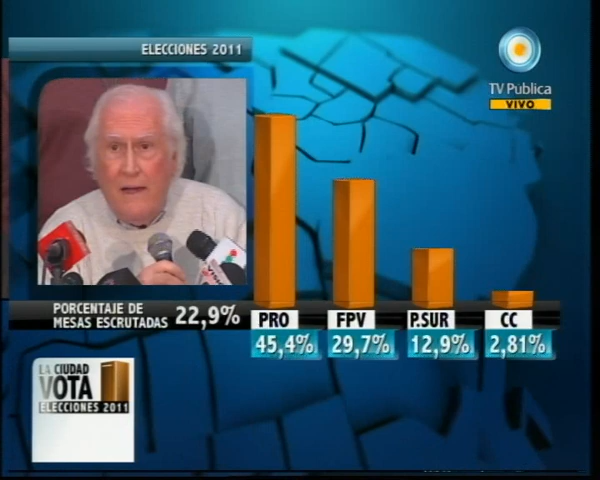 ELECCIONES 2011
TV Publica
VIVO
PORCENTAJE DE
MESAS ESCRUTADAS 22,9%
PRO FPV P.SUR CC
45,4% 29,7% 12,9% 2,81%
LA CIUDAD
VOTA
ELECCIONES 2011